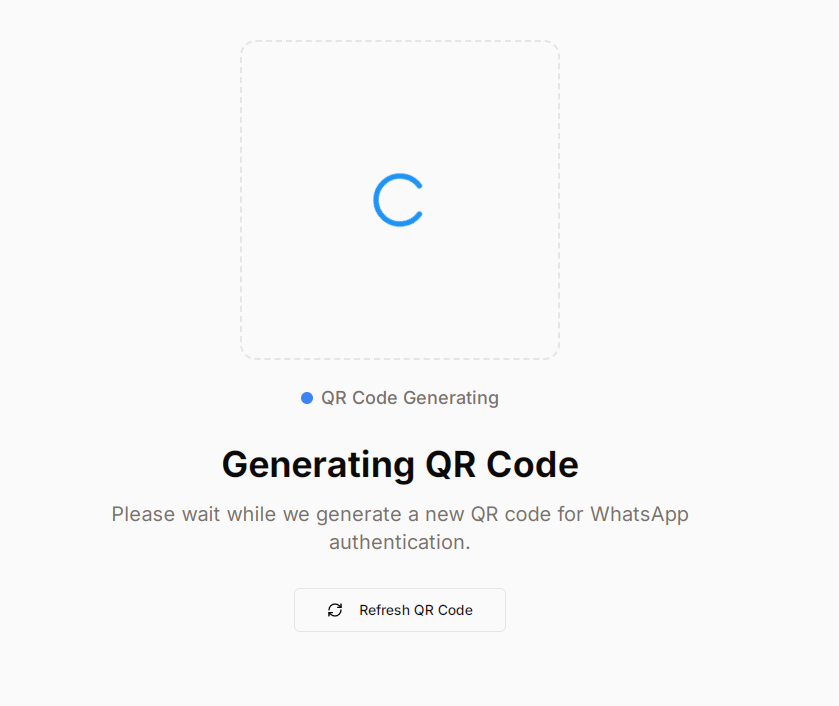 QR Code Generating
Generating QR Code
Please wait while we generate a new QR code for WhatsApp
authentication.
Refresh QR Code